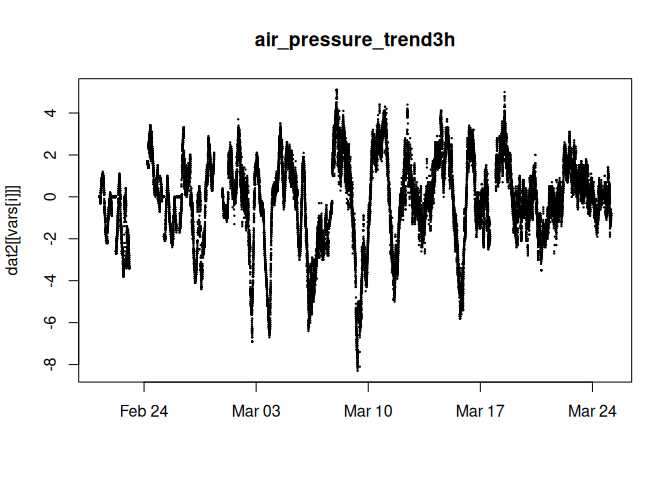 air_pressure_trend3h
dat2[[vars[i]]]
4
2
0
-2
-4
-6
-8
Feb 24
Mar 03
Mar 10
Mar 17
Mar 24